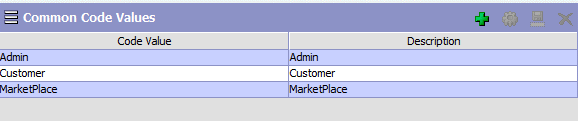 Common Code Values
Code Value Description
Admin Admin
Customer Customer
MarketPlace MarketPlace